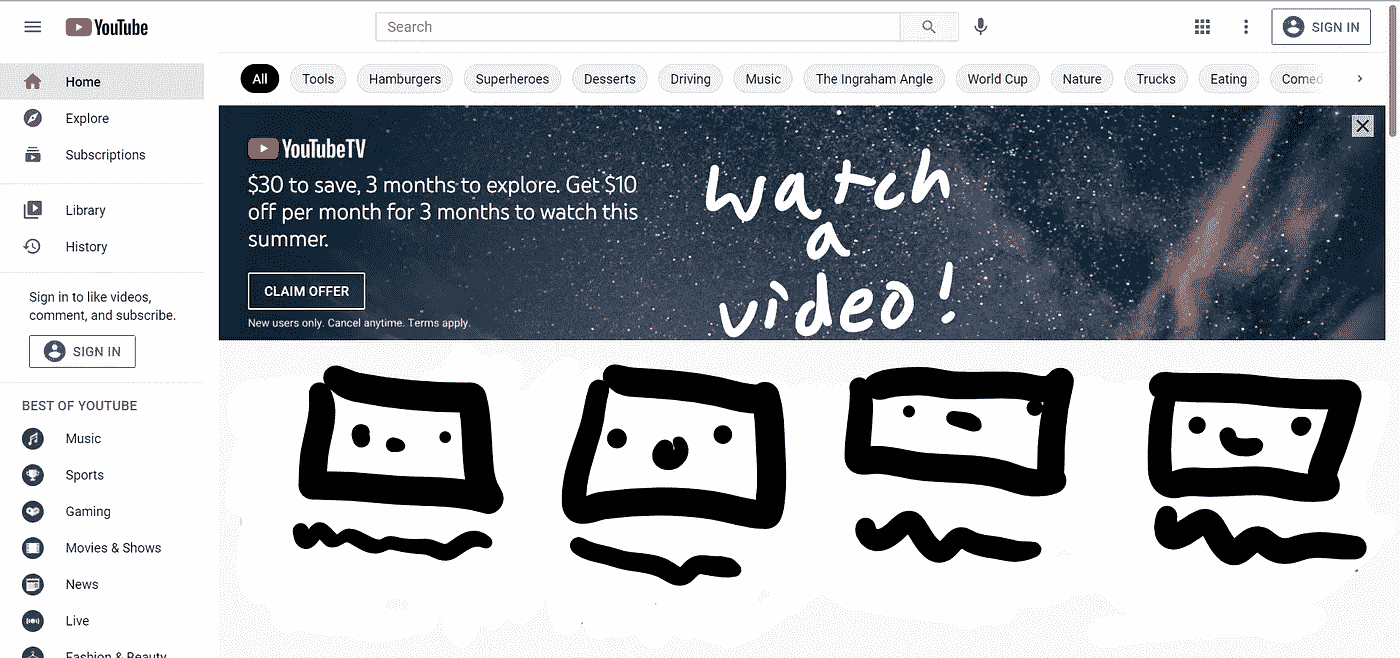 YouTube
Search
SIGN IN
Home
Explore
Subscriptions
Library
History
Sign in to like videos,
comment, and subscribe.
SIGN IN
BEST OF YOUTUBE
Music
Sports
Gaming
Movies & Shows
News
Live
Fashion & Beauty
All
Tools
Hamburgers
Superheroes
Desserts
Driving
Music
The Ingraham Angle
World Cup
Nature
Trucks
Eating
Comed
YouTubeTV
$30 to save, 3 months to explore. Get $10
off per month for 3 months to watch this
summer.
CLAIM OFFER
New users only. Cancel anytime. Terms apply.
watch
a
video!